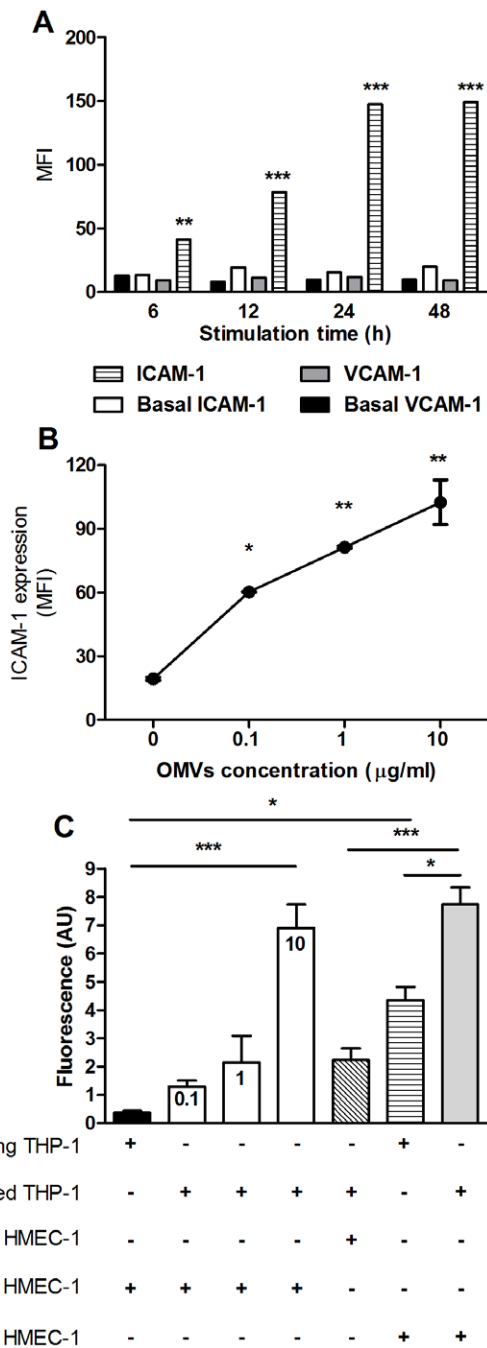 A
200
150
100
50
0
MFI
**
***
***
***
6 12 24 48
Stimulation time (h)
ICAM-1 VCAM-1
Basal ICAM-1 Basal VCAM-1
B
120
90
60
30
0
ICAM-1 expression
(MFI)
*
**
**
0 0.1 1 10
OMVs concentration (µg/ml)
C
*
***
***
*
9
8
7
6
5
4
3
2
1
0
Fluorescence (AU)
0.1 1 10
THP-1 + - - - - + -
THP-1 - + + + + - +
HMEC-1 - - - - + - -
HMEC-1 + + + + - - -
HMEC-1 - - - - - + +